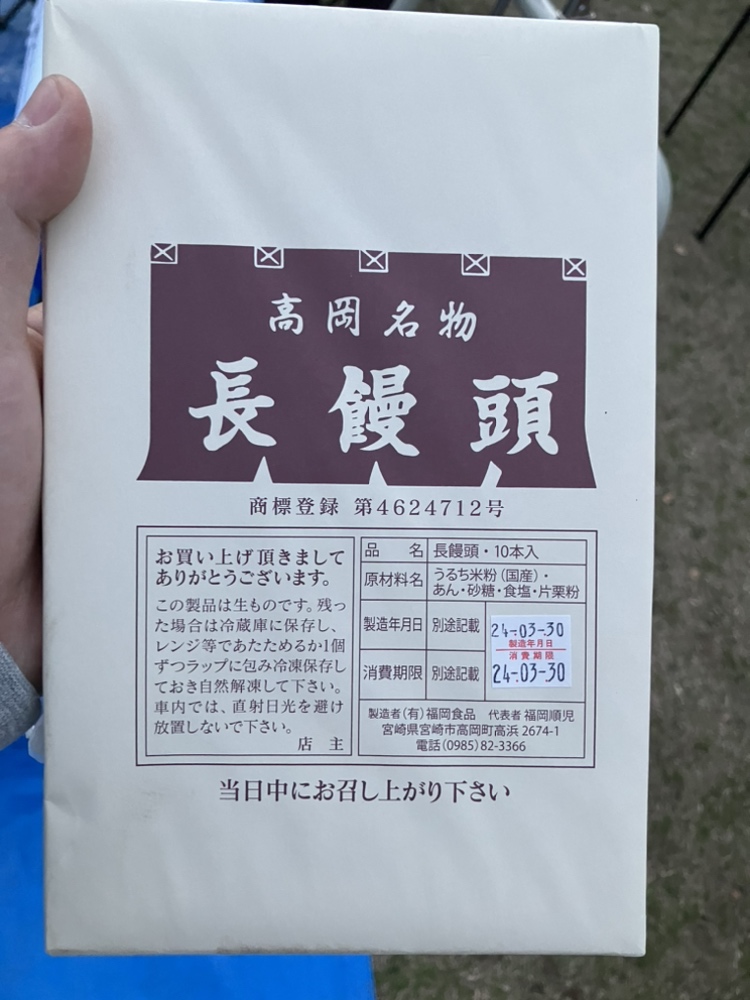 高岡名物
長饅頭
商標登録 第4624712号
お買い上げ頂きまして
ありがとうございます。
この製品は生ものです。残っ
た場合は冷蔵庫に保存し、
レンジ等であたためるか1個
ずつラップに包み冷凍保存し
ておき自然解凍して下さい。
車内では、直射日光を避け
放置しないで下さい。
店 主
品 名 長饅頭・10本入
原材料名 うるち米粉(国産)・
あん・砂糖・食塩・片栗粉
製造年月日 別途記載
24-.03-.30
製造年月日
消費期限
24-.03-.30
消費期限 別途記載
製造者(有)福岡食品 代表者 福岡順児
宮崎県宮崎市高岡町高浜 2674-1
電話(0985)82-3366
当日中にお召し上がり下さい